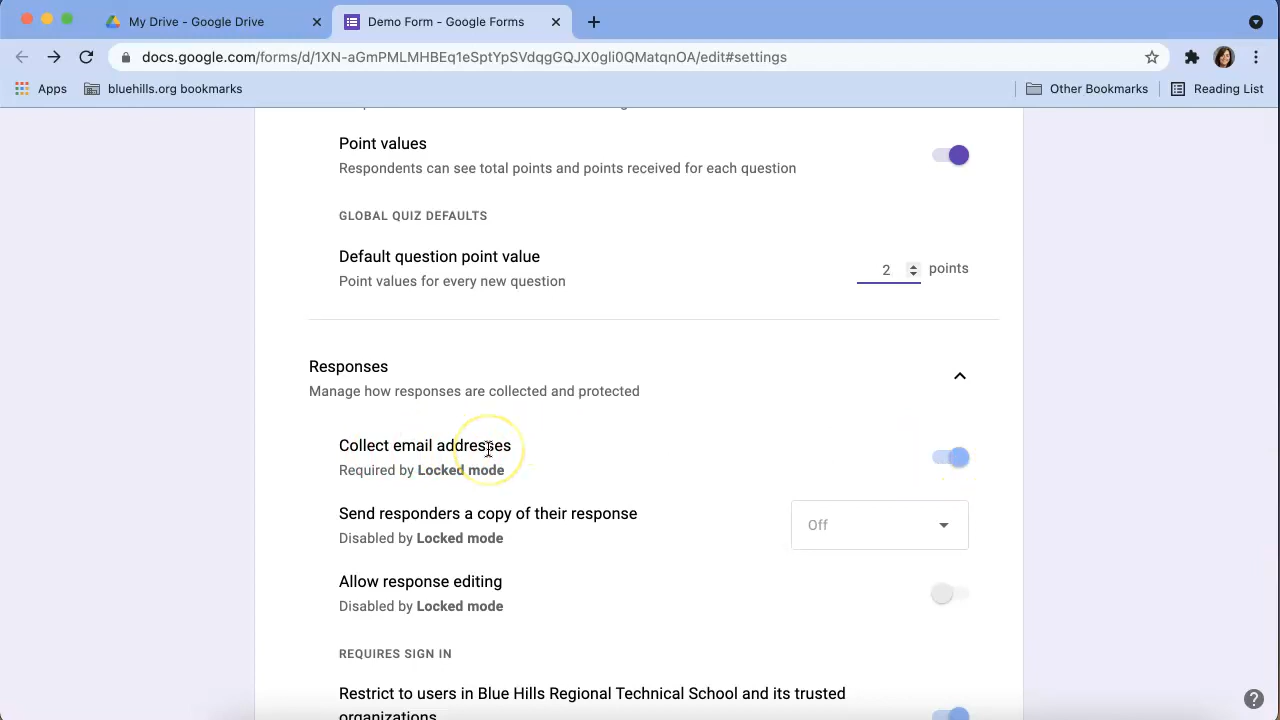 My Drive - Google Drive
Demo Form - Google Forms
docs.google.com/forms/d/1XN-aGmPMLMHBEq1eSptYpSVdqgGQJX0gli0QMatqnOA/edit#settings
Apps
bluehills.org bookmarks
Other Bookmarks
Reading List
Point values
Respondents can see total points and points received for each question
GLOBAL QUIZ DEFAULTS
Default question point value
2 points
Point values for every new question
Responses
Manage how responses are collected and protected
Collect email addresses
Required by Locked mode
Send responders a copy of their response
Off
Disabled by Locked mode
Allow response editing
Disabled by Locked mode
REQUIRES SIGN IN
Restrict to users in Blue Hills Regional Technical School and its trusted
organizations